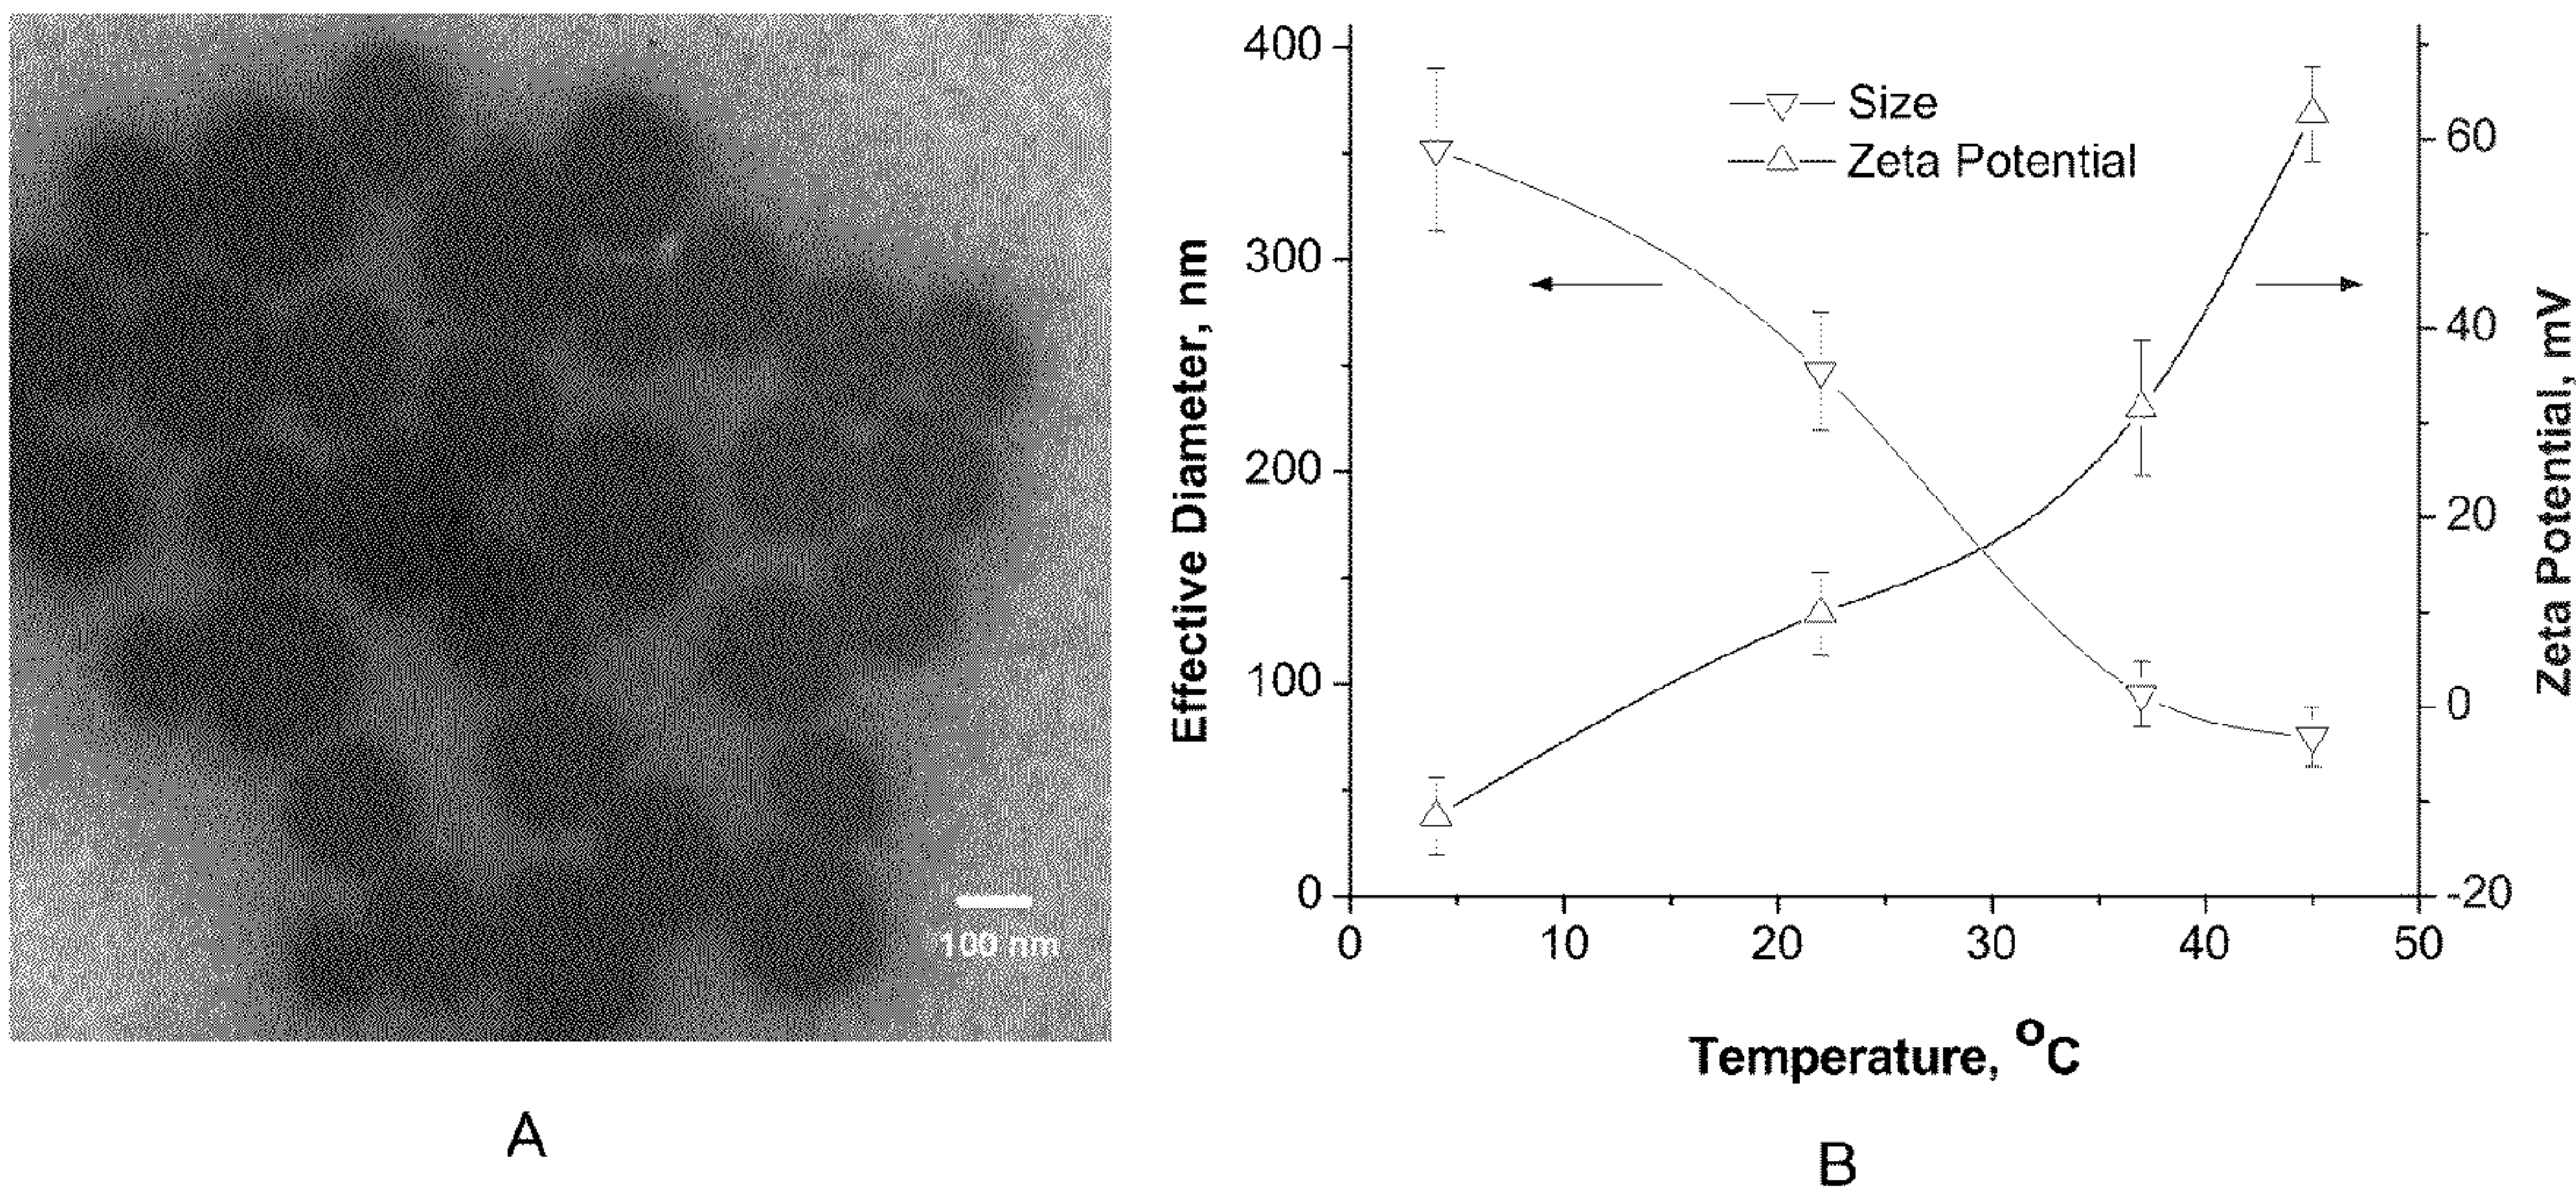 100 nm
A
Size
Zeta Potential
Effective Diameter, nm
400
300
200
100
0
Zeta Potential, mV
60
40
20
0
-20
0 10 20 30 40 50
Temperature, °C
B